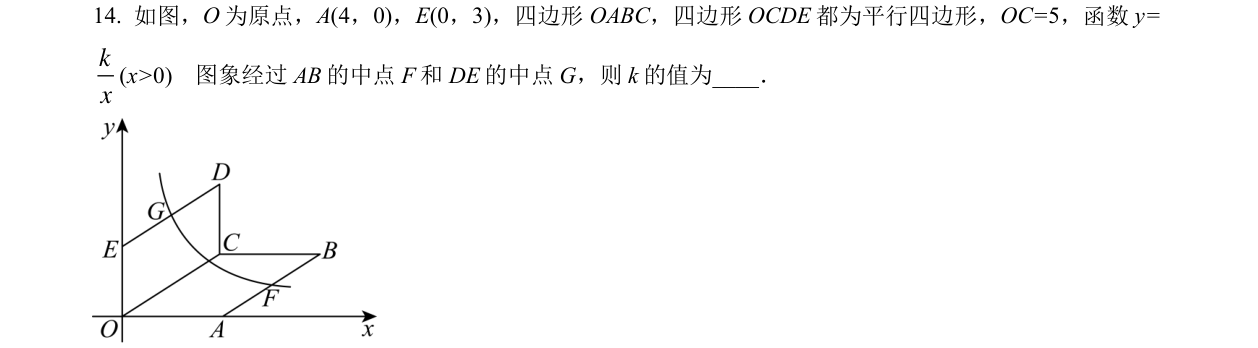 14. 如图，O 为原点，A(4，0)，E(0，3)，四边形 OABC，四边形 OCDE 都为平行四边形，OC=5，函数 y=
k/x (x>0) 图象经过 AB 的中点 F 和 DE 的中点 G，则 k 的值为____．
y
D
G
E
C
B
F
O
A
x